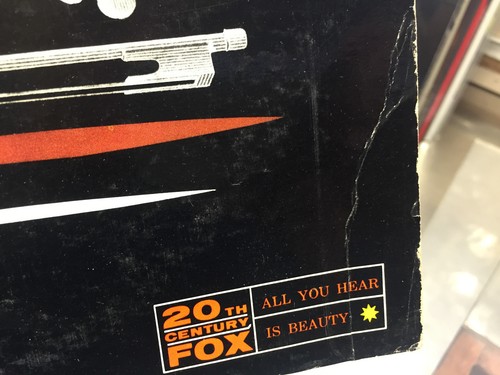 20TH
CENTURY
FOX
ALL YOU HEAR
IS BEAUTY